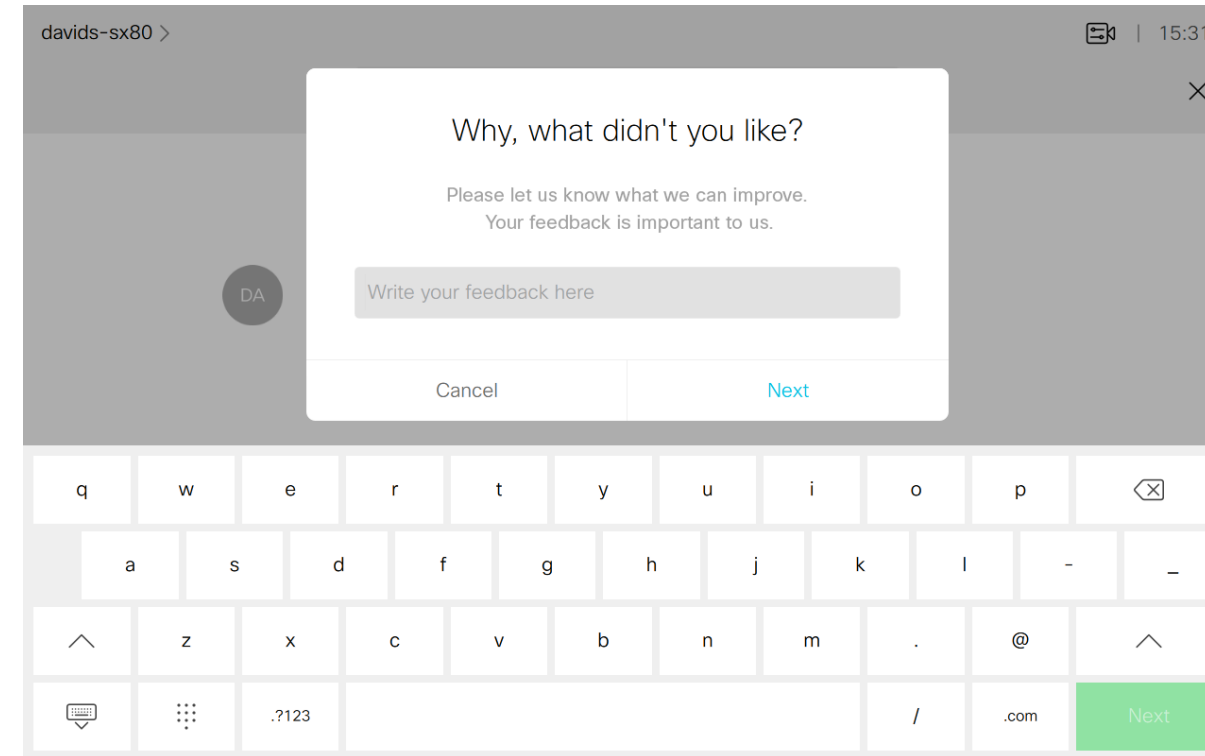 davids-sx80 >
| 15:31
Why, what didn't you like?
Please let us know what we can improve.
Your feedback is important to us.
DA
Write your feedback here
Cancel Next
q w e r t y u i o p
a s d f g h j k l - _
z x c v b n m . @
.?123 / .com Next